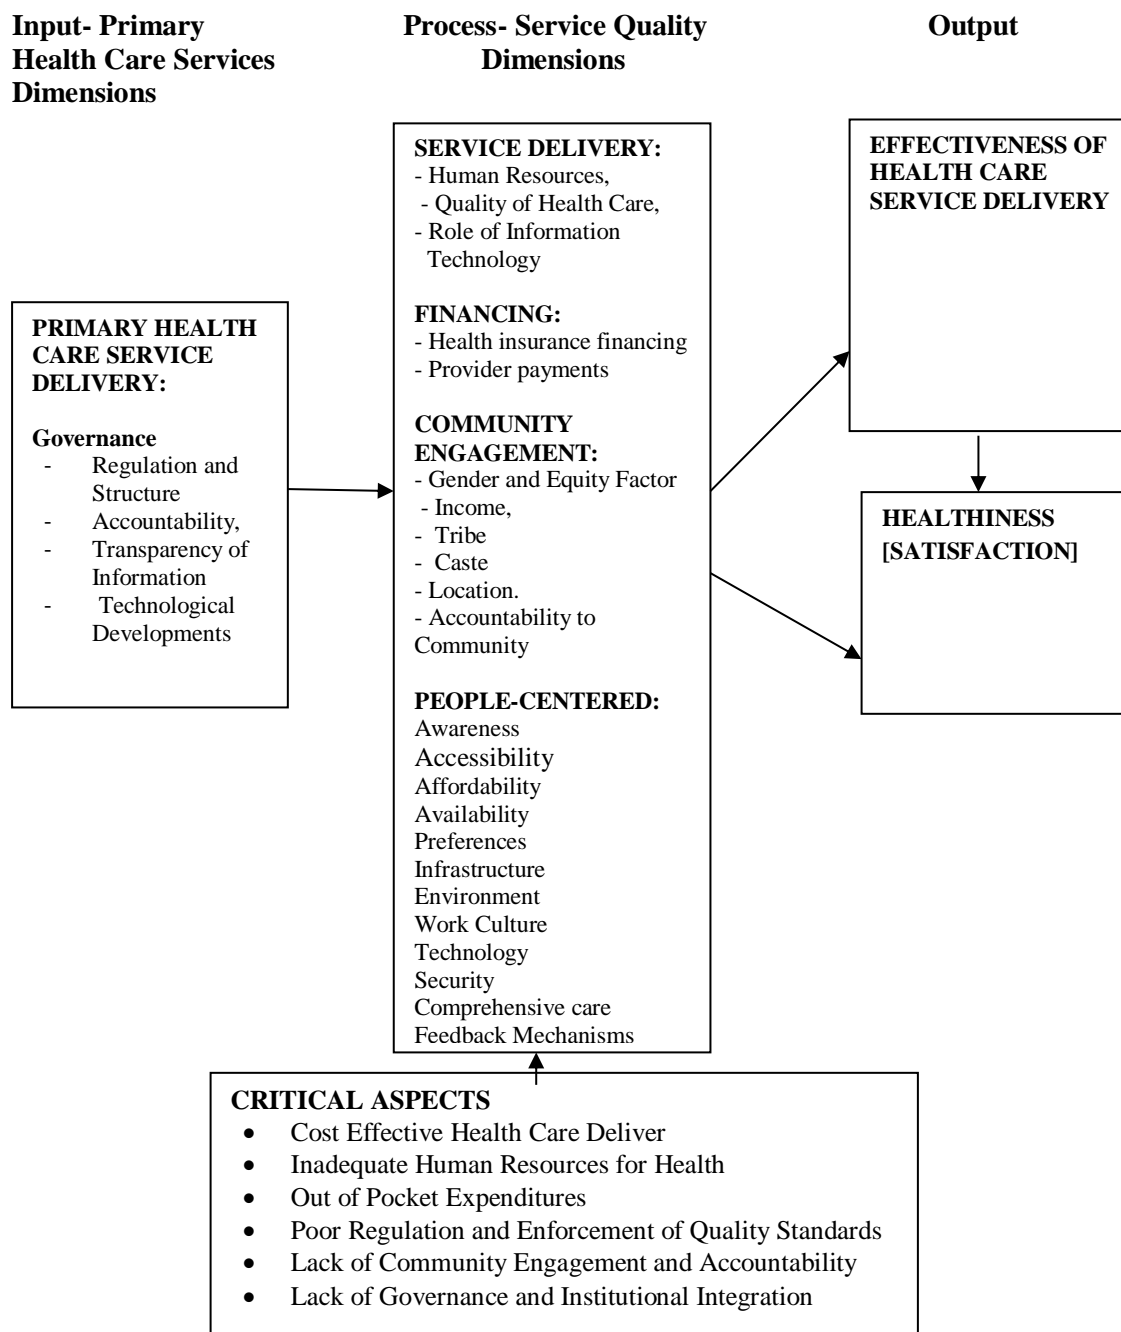 Input- Primary
Health Care Services
Dimensions
Process- Service Quality
Dimensions
Output
PRIMARY HEALTH
CARE SERVICE
DELIVERY:
Governance
- Regulation and
Structure
- Accountability,
- Transparency of
Information
- Technological
Developments
SERVICE DELIVERY:
- Human Resources,
- Quality of Health Care,
- Role of Information
Technology
FINANCING:
- Health insurance financing
- Provider payments
COMMUNITY
ENGAGEMENT:
- Gender and Equity Factor
- Income,
- Tribe
- Caste
- Location.
- Accountability to
Community
PEOPLE-CENTERED:
Awareness
Accessibility
Affordability
Availability
Preferences
Infrastructure
Environment
Work Culture
Technology
Security
Comprehensive care
Feedback Mechanisms
EFFECTIVENESS OF
HEALTH CARE
SERVICE DELIVERY
HEALTHINESS
[SATISFACTION]
CRITICAL ASPECTS
• Cost Effective Health Care Deliver
• Inadequate Human Resources for Health
• Out of Pocket Expenditures
• Poor Regulation and Enforcement of Quality Standards
• Lack of Community Engagement and Accountability
• Lack of Governance and Institutional Integration